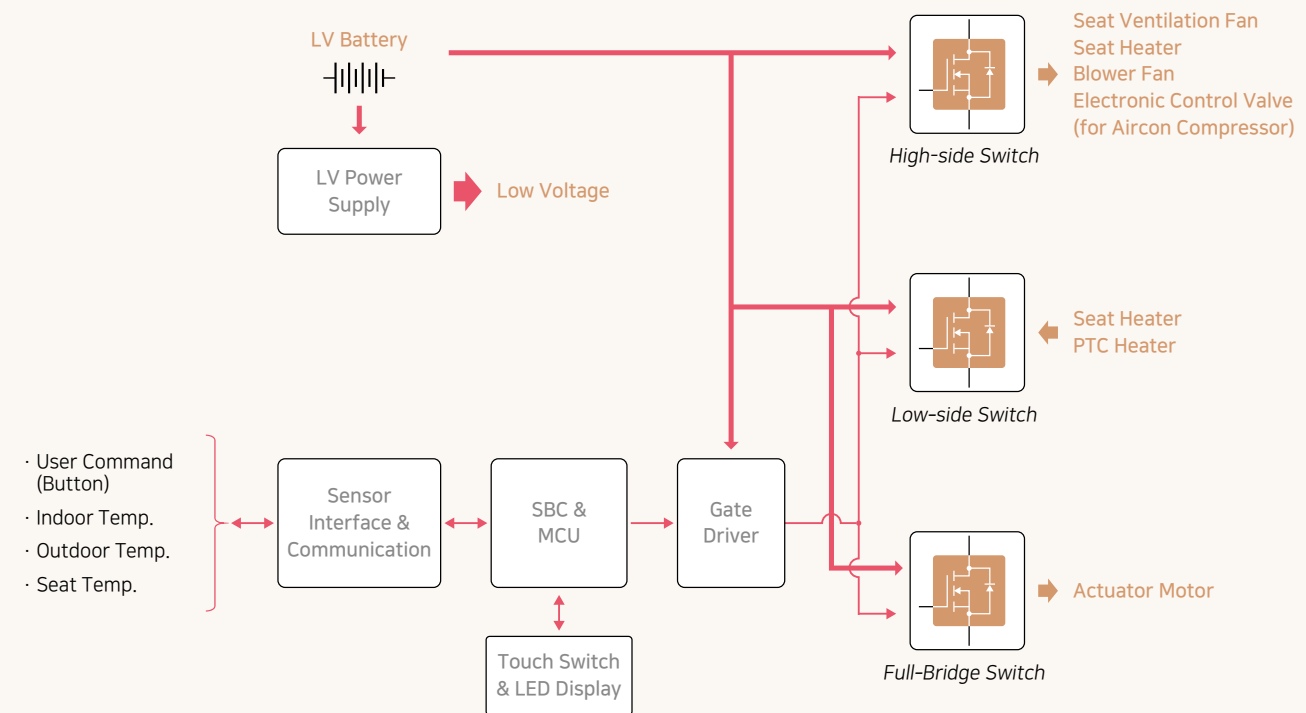 LV Battery
LV Power
Supply
Low Voltage
Seat Ventilation Fan
Seat Heater
Blower Fan
Electronic Control Valve
(for Aircon Compressor)
High-side Switch
Seat Heater
PTC Heater
Low-side Switch
· User Command
(Button)
· Indoor Temp.
· Outdoor Temp.
· Seat Temp.
Sensor
Interface &
Communication
SBC &
MCU
Gate
Driver
Touch Switch
& LED Display
Actuator Motor
Full-Bridge Switch